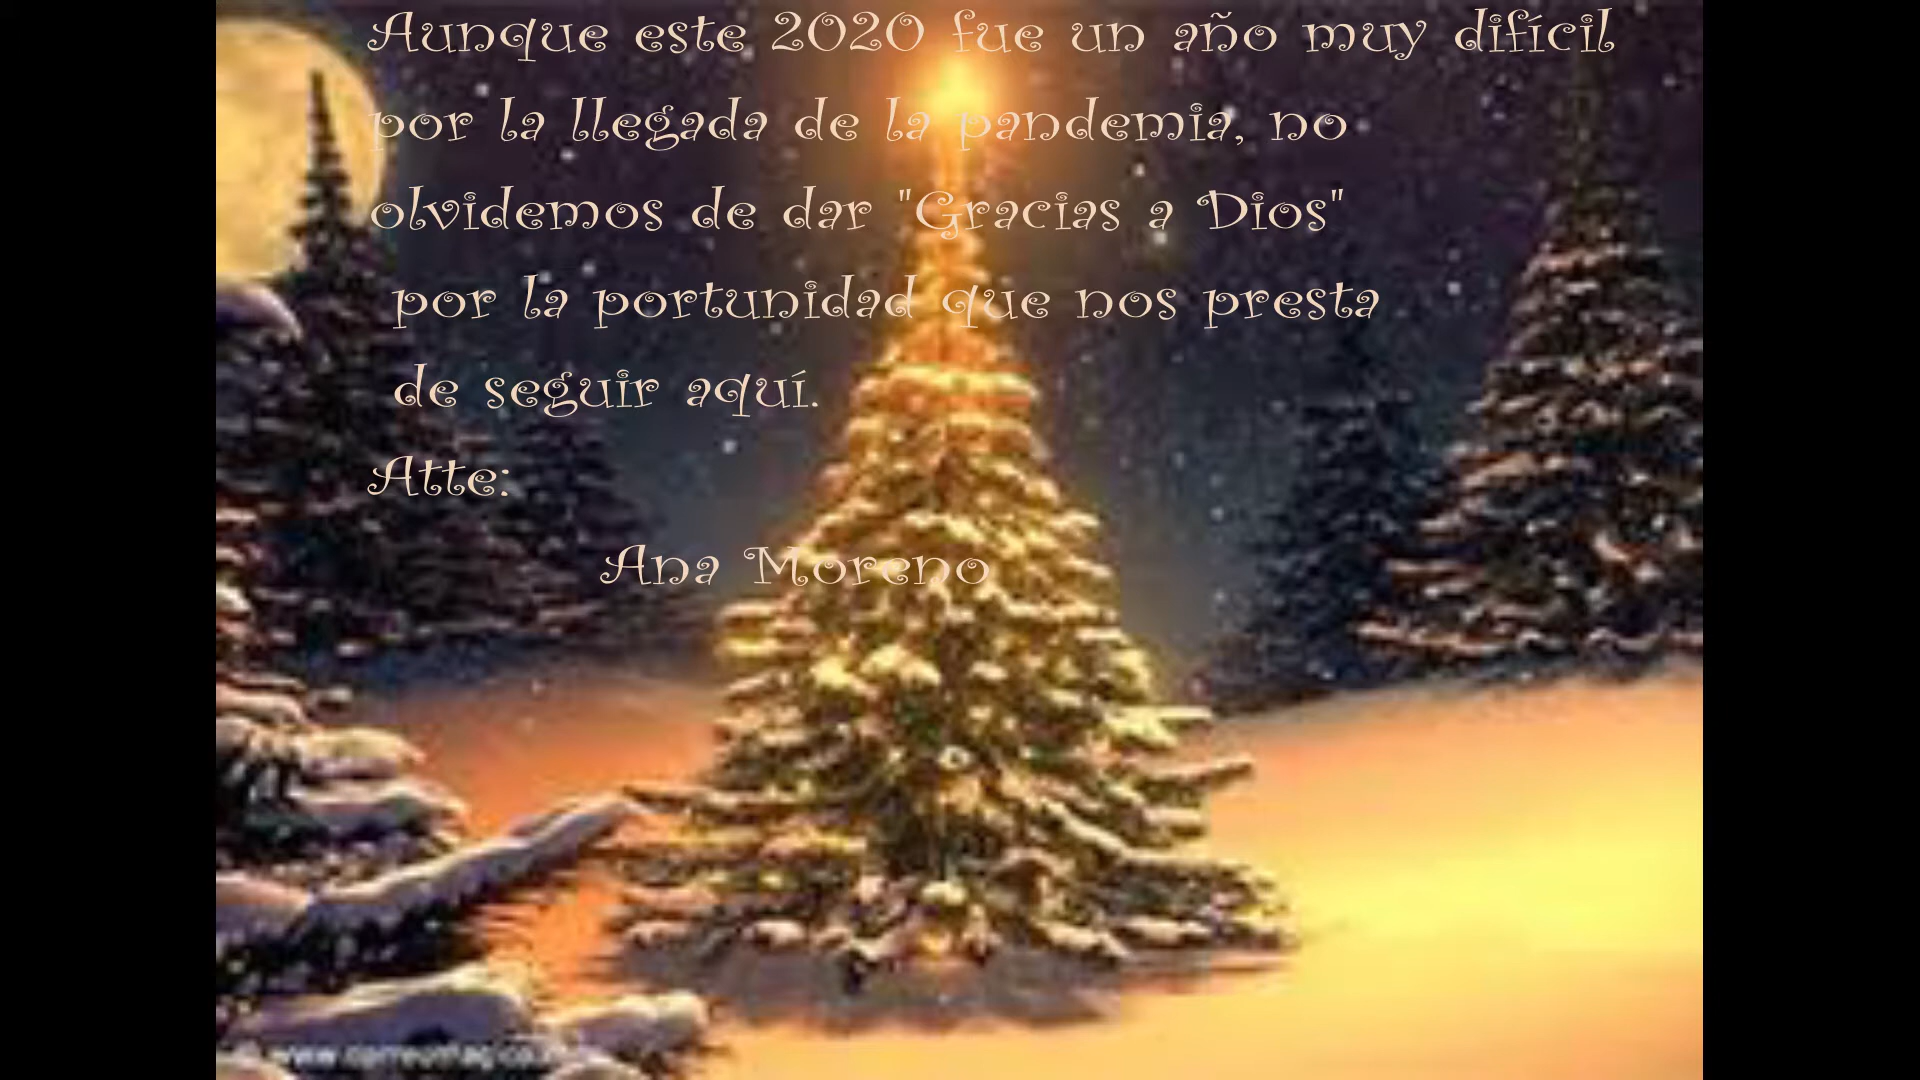 Aunque este 2020 fue un año muy difícil
por la llegada de la pandemia, no
olvidemos de dar "Gracias a Dios"
por la portunidad que nos presta
de seguir aquí.
Atte:
Ana Moreno